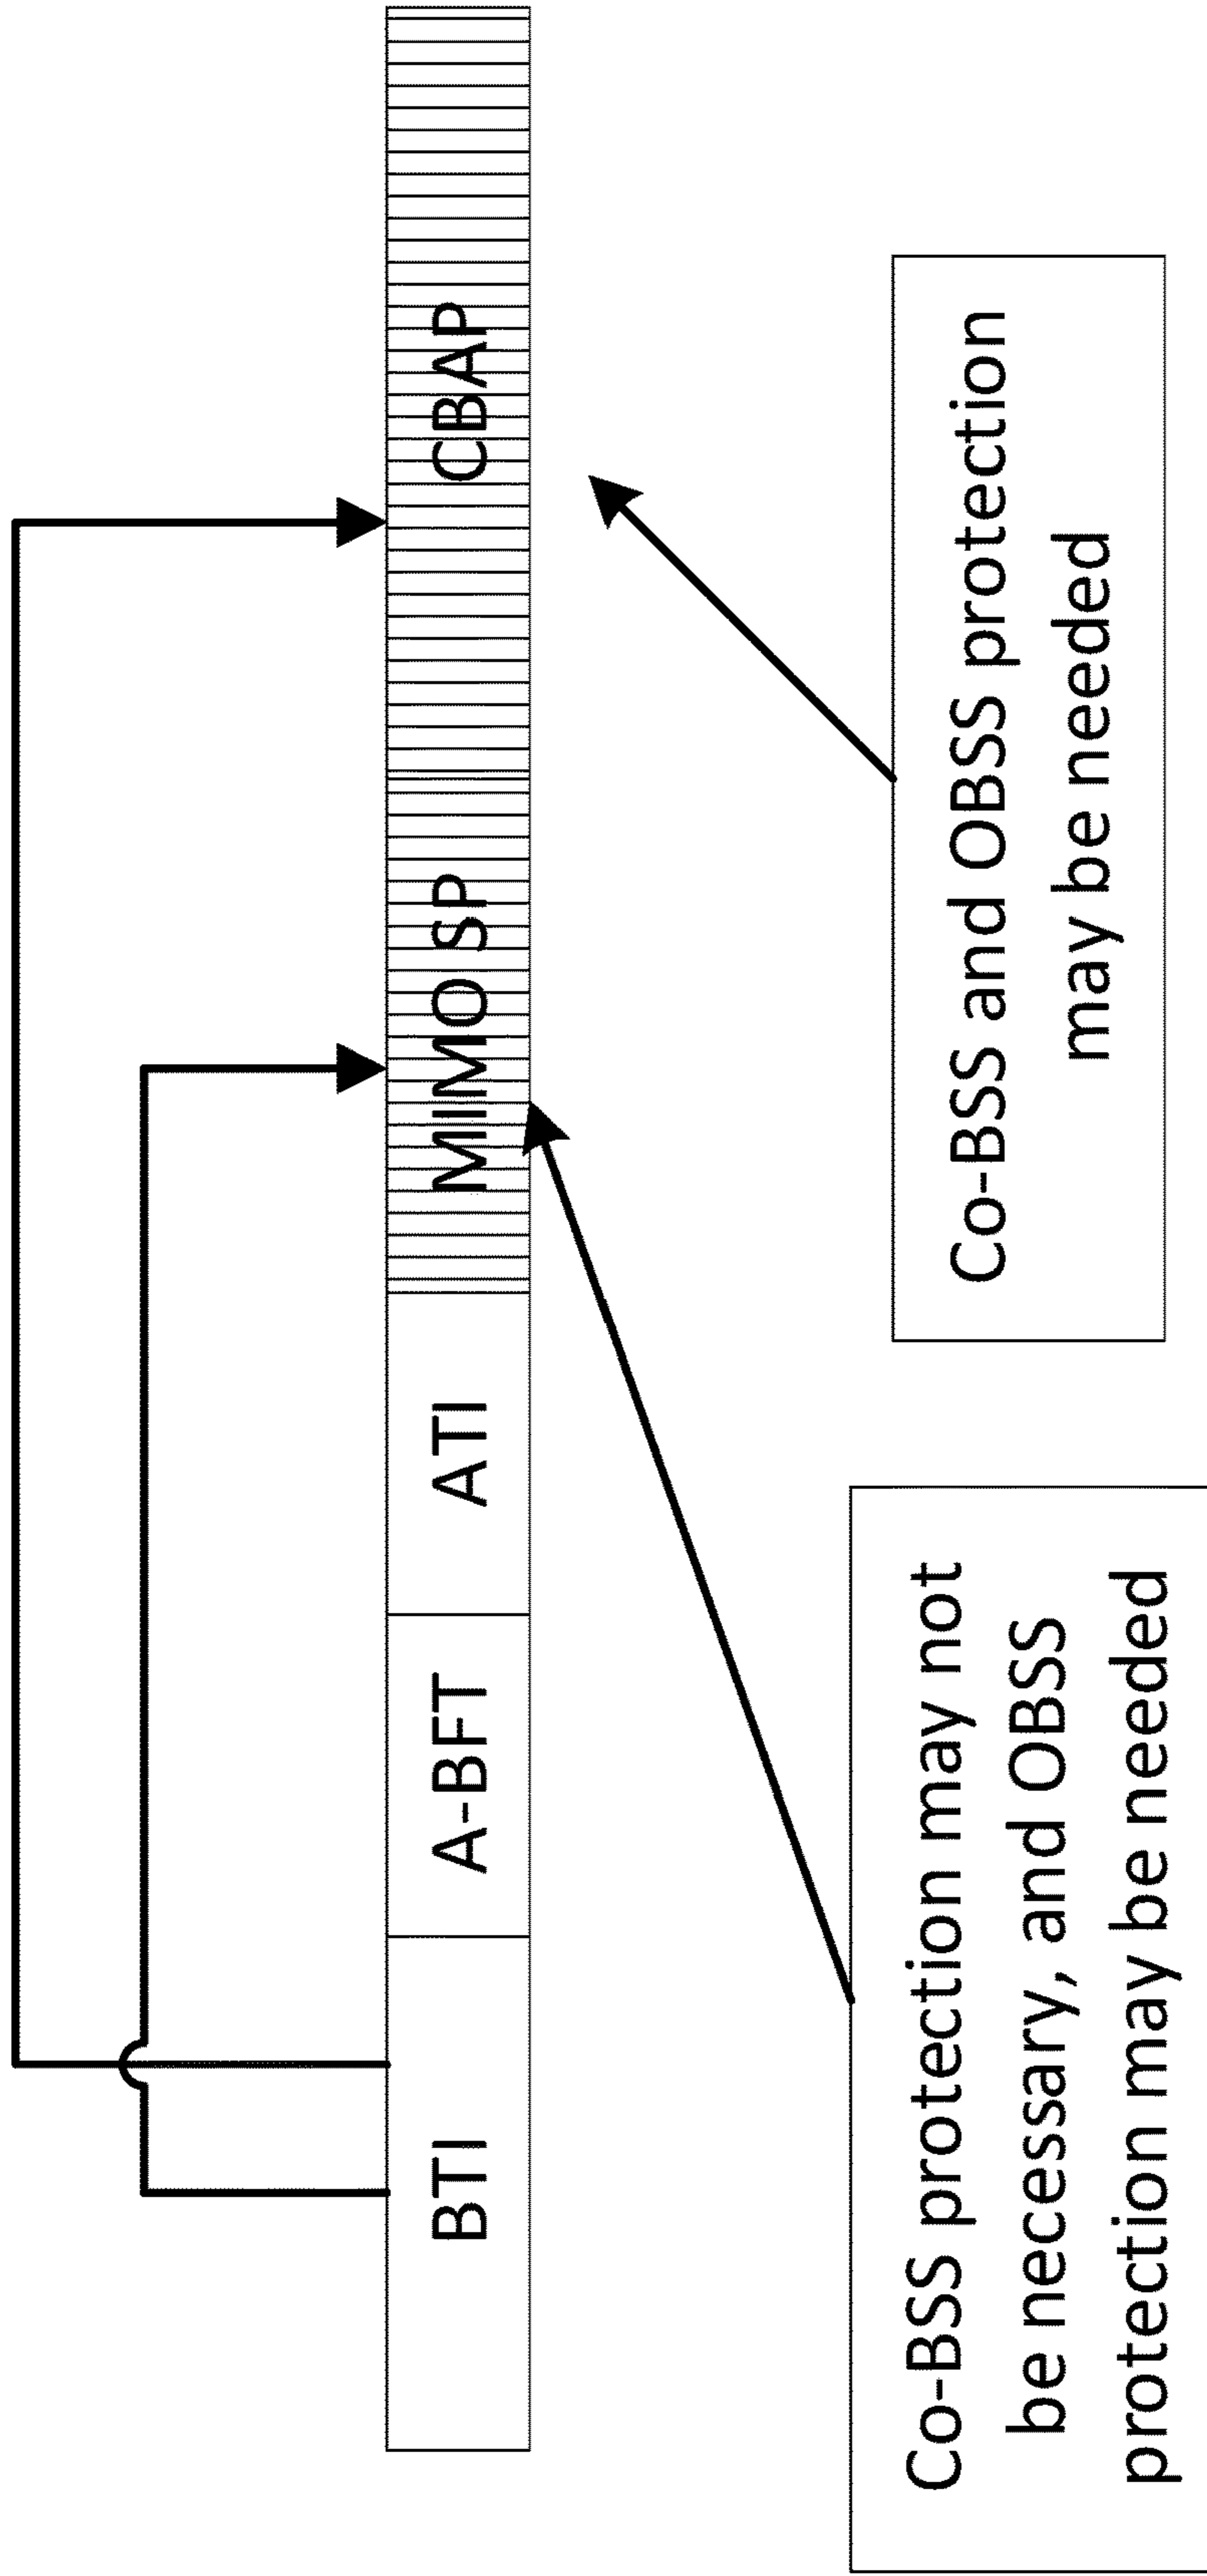 BTI
A-BFT
ATI
MIMO SP
CBAP
Co-BSS protection may not
be necessary, and OBSS
protection may be needed
Co-BSS and OBSS protection
may be needed